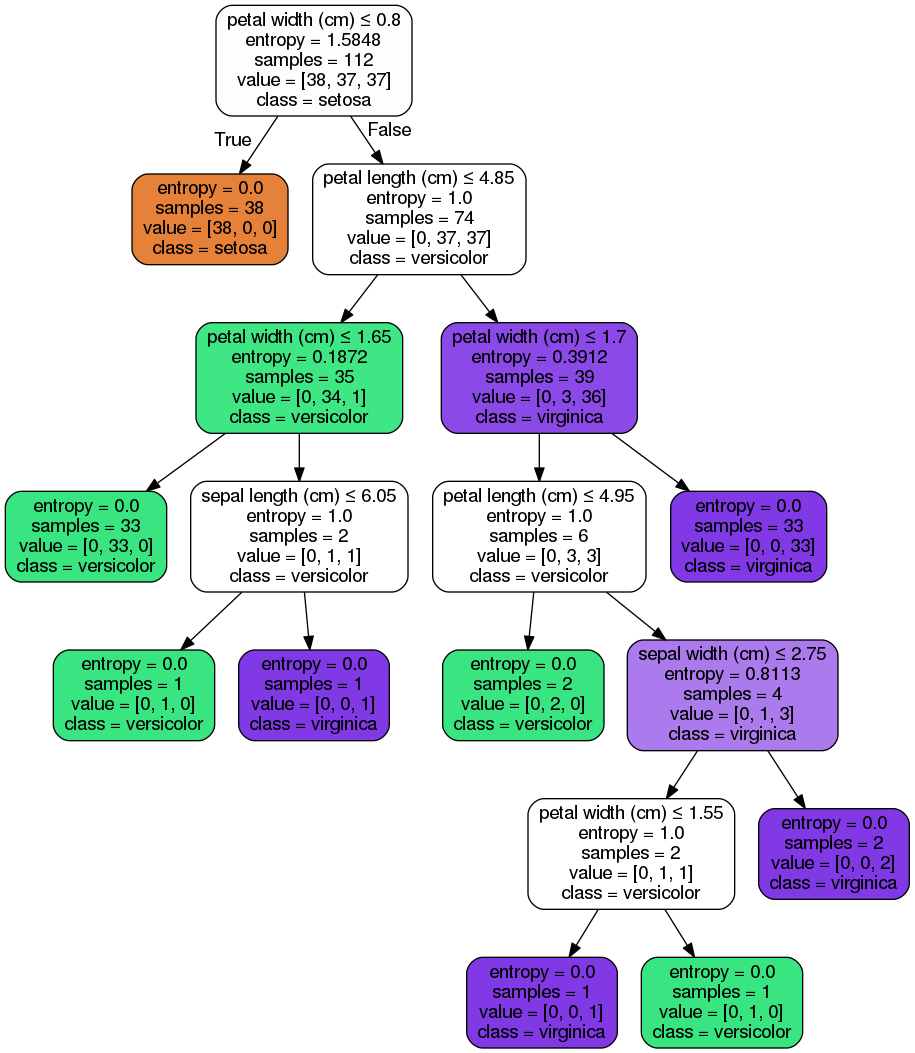 petal width (cm) ≤ 0.8
entropy = 1.5848
samples = 112
value = [38, 37, 37]
class = setosa
True
False
entropy = 0.0
samples = 38
value = [38, 0, 0]
class = setosa
petal length (cm) ≤ 4.85
entropy = 1.0
samples = 74
value = [0, 37, 37]
class = versicolor
petal width (cm) ≤ 1.65
entropy = 0.1872
samples = 35
value = [0, 34, 1]
class = versicolor
petal width (cm) ≤ 1.7
entropy = 0.3912
samples = 39
value = [0, 3, 36]
class = virginica
entropy = 0.0
samples = 33
value = [0, 33, 0]
class = versicolor
sepal length (cm) ≤ 6.05
entropy = 1.0
samples = 2
value = [0, 1, 1]
class = versicolor
petal length (cm) ≤ 4.95
entropy = 1.0
samples = 6
value = [0, 3, 3]
class = versicolor
entropy = 0.0
samples = 33
value = [0, 0, 33]
class = virginica
entropy = 0.0
samples = 1
value = [0, 1, 0]
class = versicolor
entropy = 0.0
samples = 1
value = [0, 0, 1]
class = virginica
entropy = 0.0
samples = 2
value = [0, 2, 0]
class = versicolor
sepal width (cm) ≤ 2.75
entropy = 0.8113
samples = 4
value = [0, 1, 3]
class = virginica
petal width (cm) ≤ 1.55
entropy = 1.0
samples = 2
value = [0, 1, 1]
class = versicolor
entropy = 0.0
samples = 2
value = [0, 0, 2]
class = virginica
entropy = 0.0
samples = 1
value = [0, 0, 1]
class = virginica
entropy = 0.0
samples = 1
value = [0, 1, 0]
class = versicolor